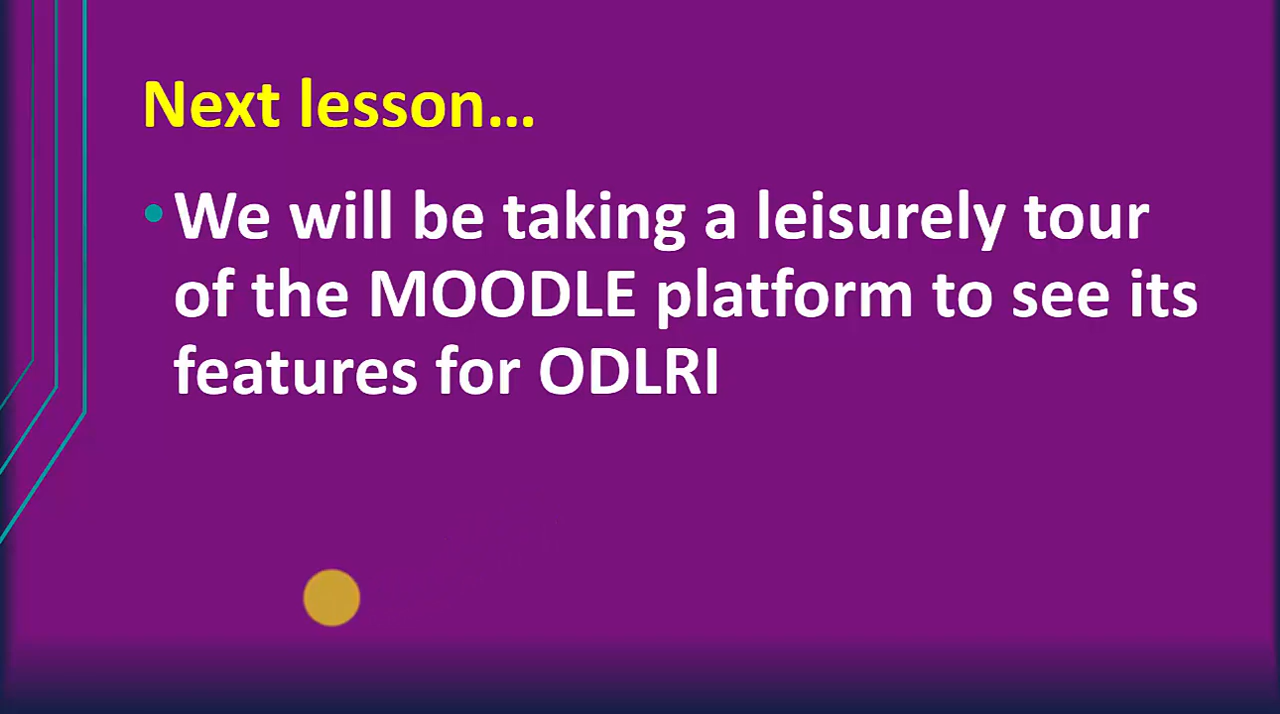 Next lesson...
• We will be taking a leisurely tour
of the MOODLE platform to see its
features for ODLRI